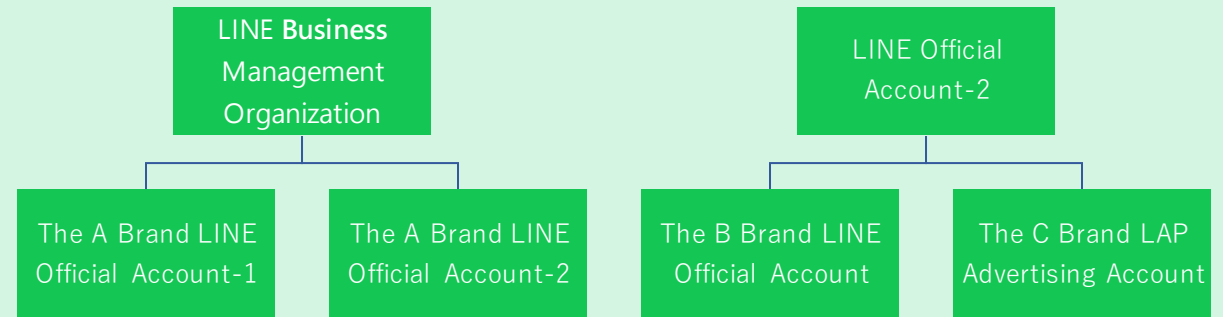 LINE Business
Management
Organization
LINE Official
Account-2
The A Brand LINE
Official Account-1
The A Brand LINE
Official Account-2
The B Brand LINE
Official Account
The C Brand LAP
Advertising Account